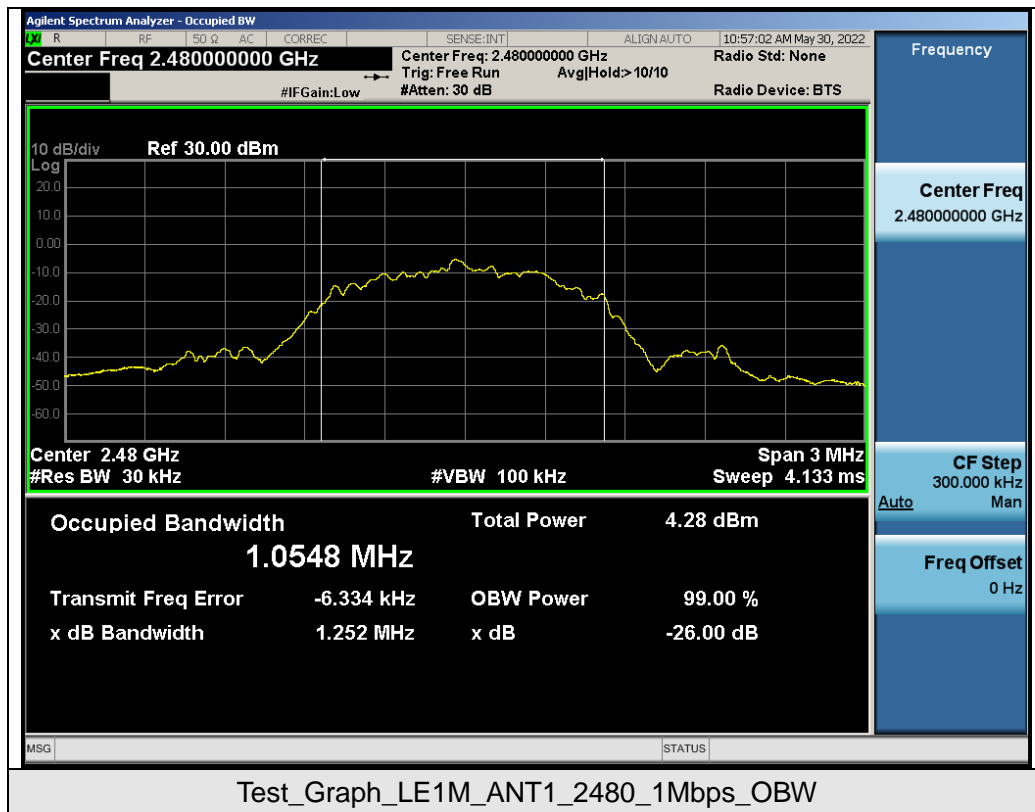 Agilent Spectrum Analyzer - Occupied BW
LXI R RF 50 Ω AC CORREC SENSE:INT ALIGN AUTO 10:57:02 AM May 30, 2022
Center Freq 2.480000000 GHz
Center Freq: 2.480000000 GHz
Radio Std: None
Trig: Free Run Avg|Hold:> 10/10
#IFGain:Low #Atten: 30 dB Radio Device: BTS
10 dB/div Ref 30.00 dBm
Log
20.0
10.0
0.00
-10.0
-20.0
-30.0
-40.0
-50.0
-60.0
Center 2.48 GHz Span 3 MHz
#Res BW 30 kHz #VBW 100 kHz Sweep 4.133 ms
Occupied Bandwidth Total Power 4.28 dBm
1.0548 MHz
Transmit Freq Error -6.334 kHz OBW Power 99.00 %
x dB Bandwidth 1.252 MHz x dB -26.00 dB
MSG STATUS
Frequency
Center Freq
2.480000000 GHz
CF Step
300.000 kHz
Auto Man
Freq Offset
0 Hz
Test_Graph_LE1M_ANT1_2480_1Mbps_OBW